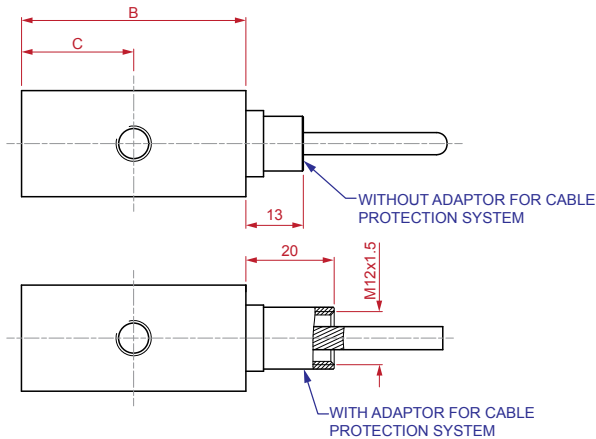 B
C
WITHOUT ADAPTOR FOR CABLE
PROTECTION SYSTEM
13
20
M12x1.5
WITH ADAPTOR FOR CABLE
PROTECTION SYSTEM